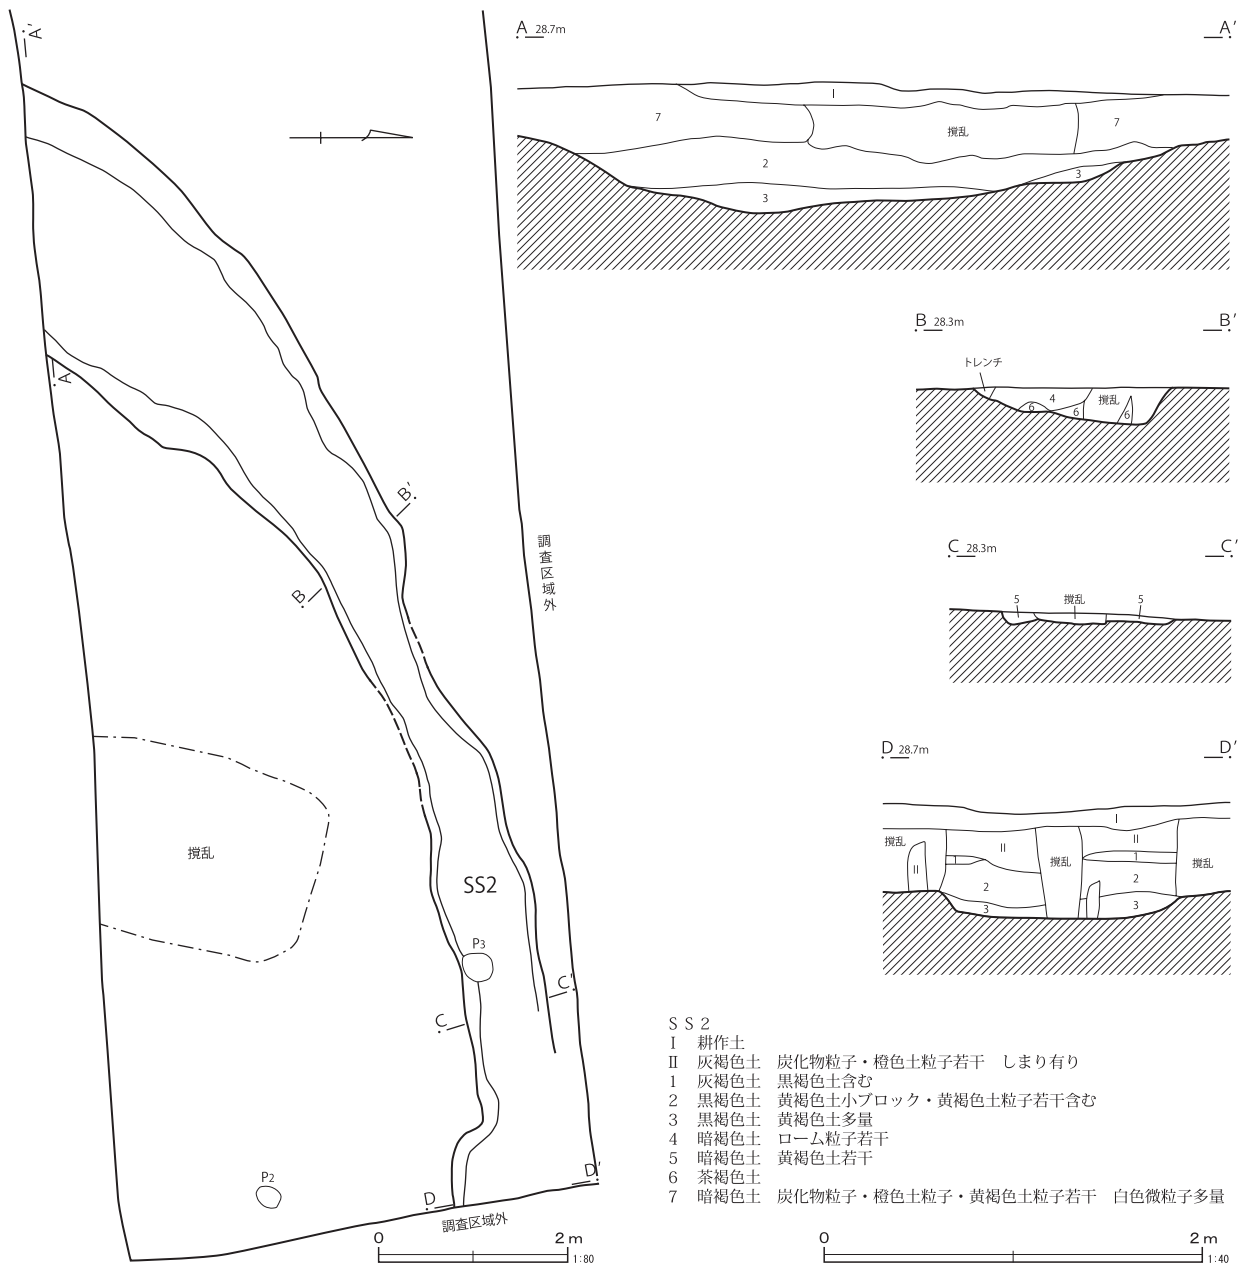 A 28.7m A′
I
7
撹乱
7
2
3
3
B 28.3m B′
トレンチ
4
撹乱
6
6
6
C 28.3m C′
5
撹乱
5
D 28.7m D′
I
撹乱
II
II
撹乱
撹乱
1
1
II
2
2
3
3
A′
A
B′
B
調査区域外
撹乱
SS2
P3
C′
C
P2
D′
D
調査区域外
0 2m
1:80
0 2m
1:40
SS2
Ⅰ 耕作土
Ⅱ 灰褐色土 炭化物粒子・橙色土粒子若干 しまり有り
1 灰褐色土 黒褐色土含む
2 黒褐色土 黄褐色土小ブロック・黄褐色土粒子若干含む
3 黒褐色土 黄褐色土多量
4 暗褐色土 ローム粒子若干
5 暗褐色土 黄褐色土若干
6 茶褐色土
7 暗褐色土 炭化物粒子・橙色土粒子・黄褐色土粒子若干 白色微粒子多量